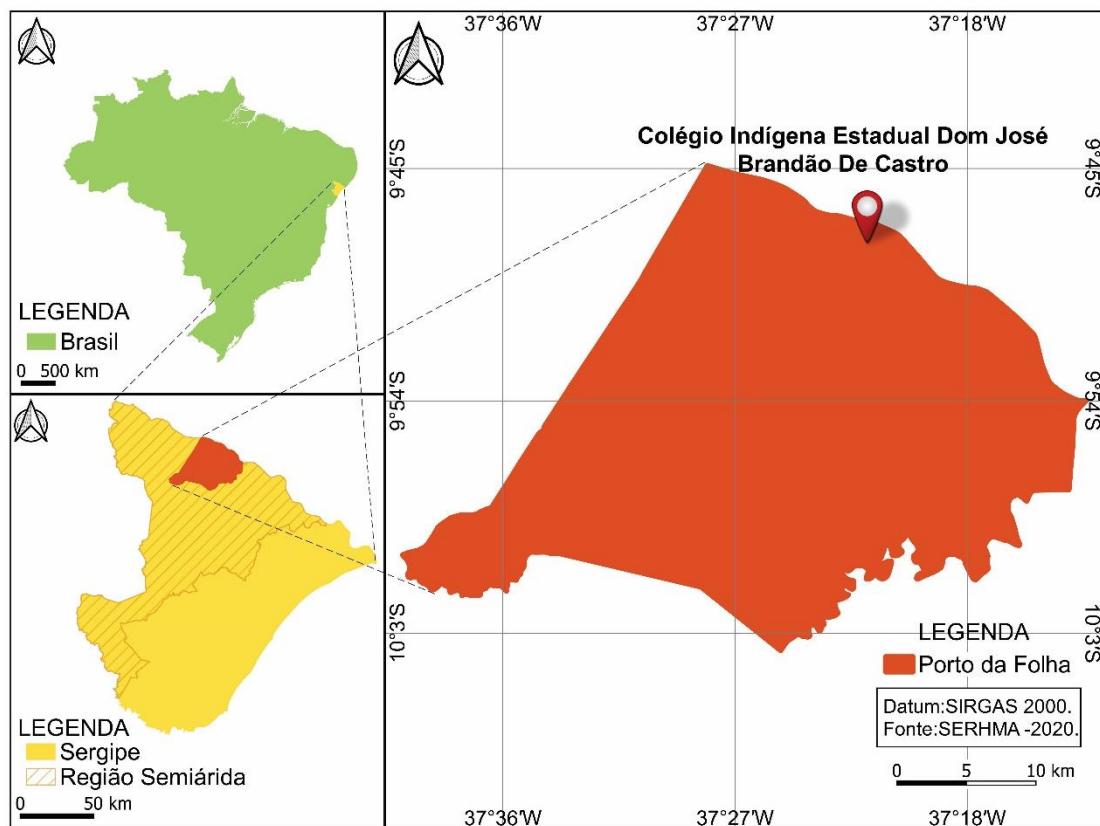 LEGENDA
Brasil
0 500 km
LEGENDA
Sergipe
Região Semiárida
0 50 km
37°36'W 37°27'W 37°18'W
Colégio Indígena Estadual Dom José
Brandão De Castro
9°45'S 9°45'S
9°54'S 9°54'S
10°3'S 10°3'S
LEGENDA
Porto da Folha
Datum:SIRGAS 2000.
Fonte:SERHMA -2020.
0 5 10 km
37°36'W 37°27'W 37°18'W